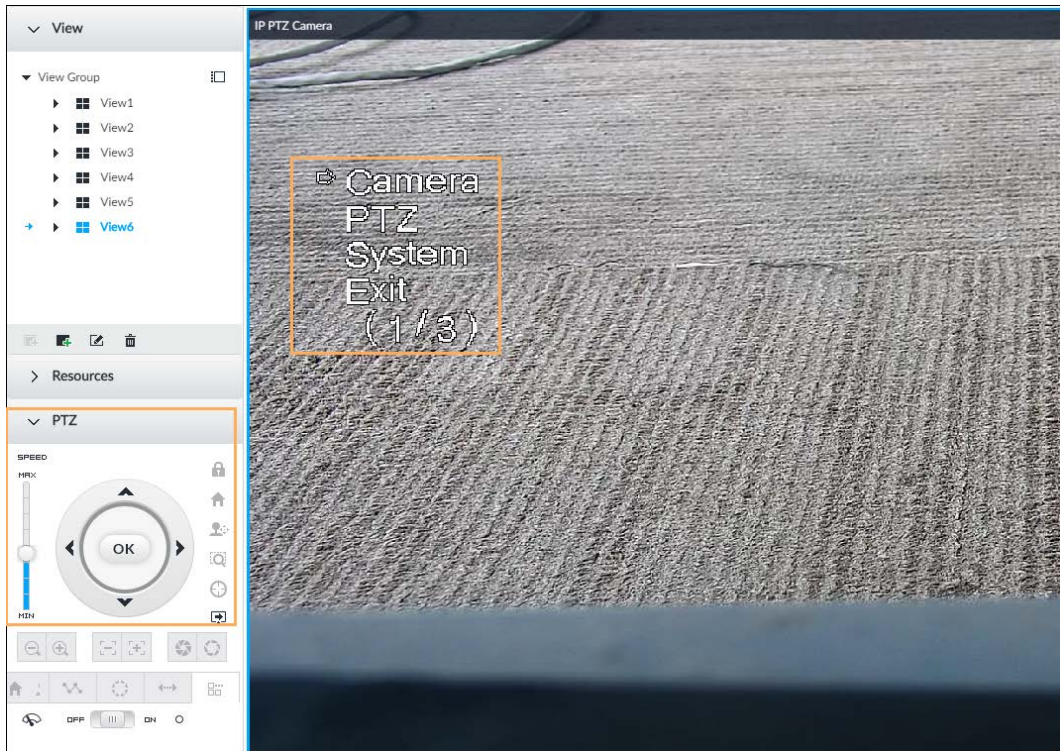 View
View Group
View1
View2
View3
View4
View5
View6
Resources
PTZ
SPEED
MAX
OK
MIN
OFF
ON
IP PTZ Camera
Camera
PTZ
System
Exit
(1/3)